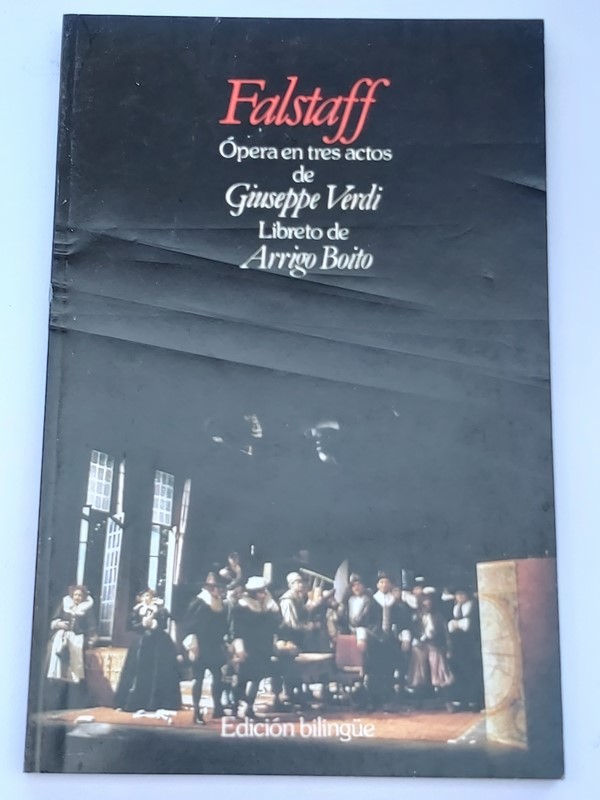 Falstaff
Ópera en tres actos
de
Giuseppe Verdi
Libreto de
Arrigo Boito
Edición bilingüe